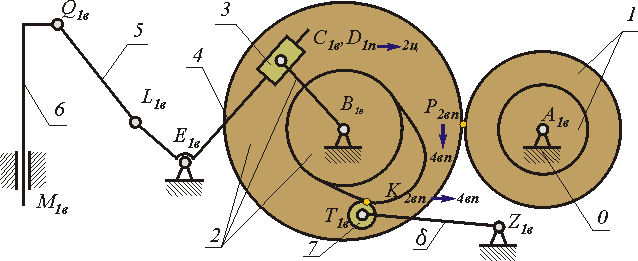 Q1в
5
3
C1в, D1п → 2ц
4
1
L1в
B1в
P2вп
A1в
6
E1в
4вп
M1в
K2вп → 4вп
2
T1в
Z1в
0
7
δ